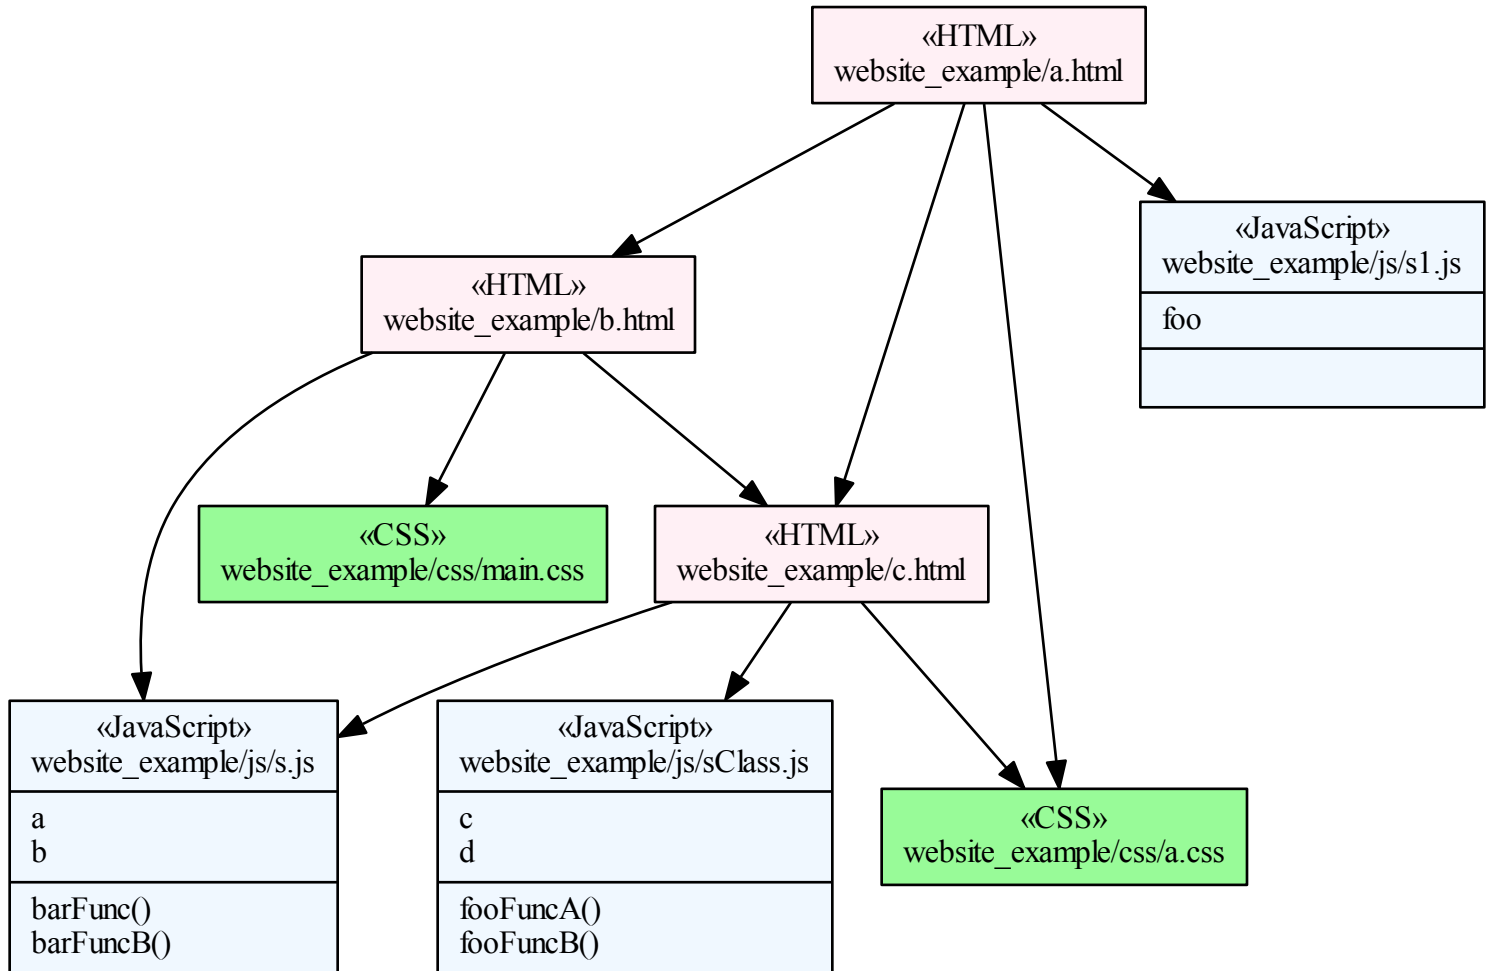 «HTML»
website_example/a.html
«JavaScript»
website_example/js/s1.js
foo
«HTML»
website_example/b.html
«CSS»
website_example/css/main.css
«HTML»
website_example/c.html
«JavaScript»
website_example/js/s.js
a
b
barFunc()
barFuncB()
«JavaScript»
website_example/js/sClass.js
c
d
fooFuncA()
fooFuncB()
«CSS»
website_example/css/a.css